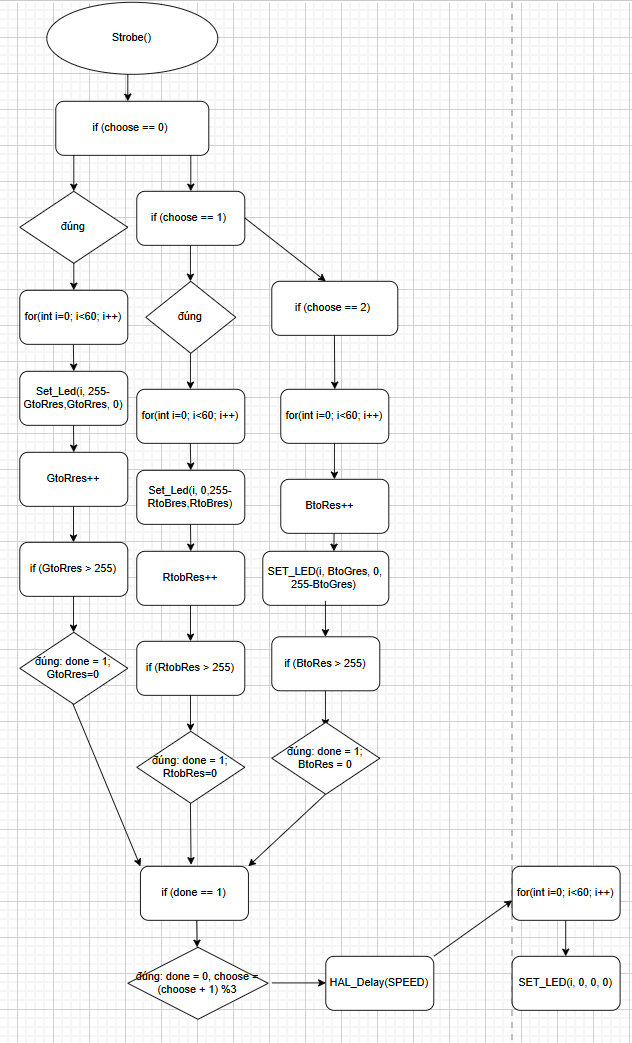 Strobe()
if (choose == 0)
đúng
if (choose == 1)
for(int i=0; i<60; i++)
đúng
if (choose == 2)
Set_Led(i, 255-
GtoRres,GtoRres, 0)
for(int i=0; i<60; i++)
for(int i=0; i<60; i++)
GtoRres++
Set_Led(i, 0,255-
RtoBres,RtoBres)
BtoRes++
if (GtoRres > 255)
RtobRes++
SET_LED(i, BtoGres, 0,
255-BtoGres)
đúng: done = 1;
GtoRres=0
if (RtobRes > 255)
if (BtoRes > 255)
đúng: done = 1;
RtobRes=0
đúng: done = 1;
BtoRes = 0
if (done == 1)
for(int i=0; i<60; i++)
đúng: done = 0, choose =
(choose + 1) %3
HAL_Delay(SPEED)
SET_LED(i, 0, 0, 0)